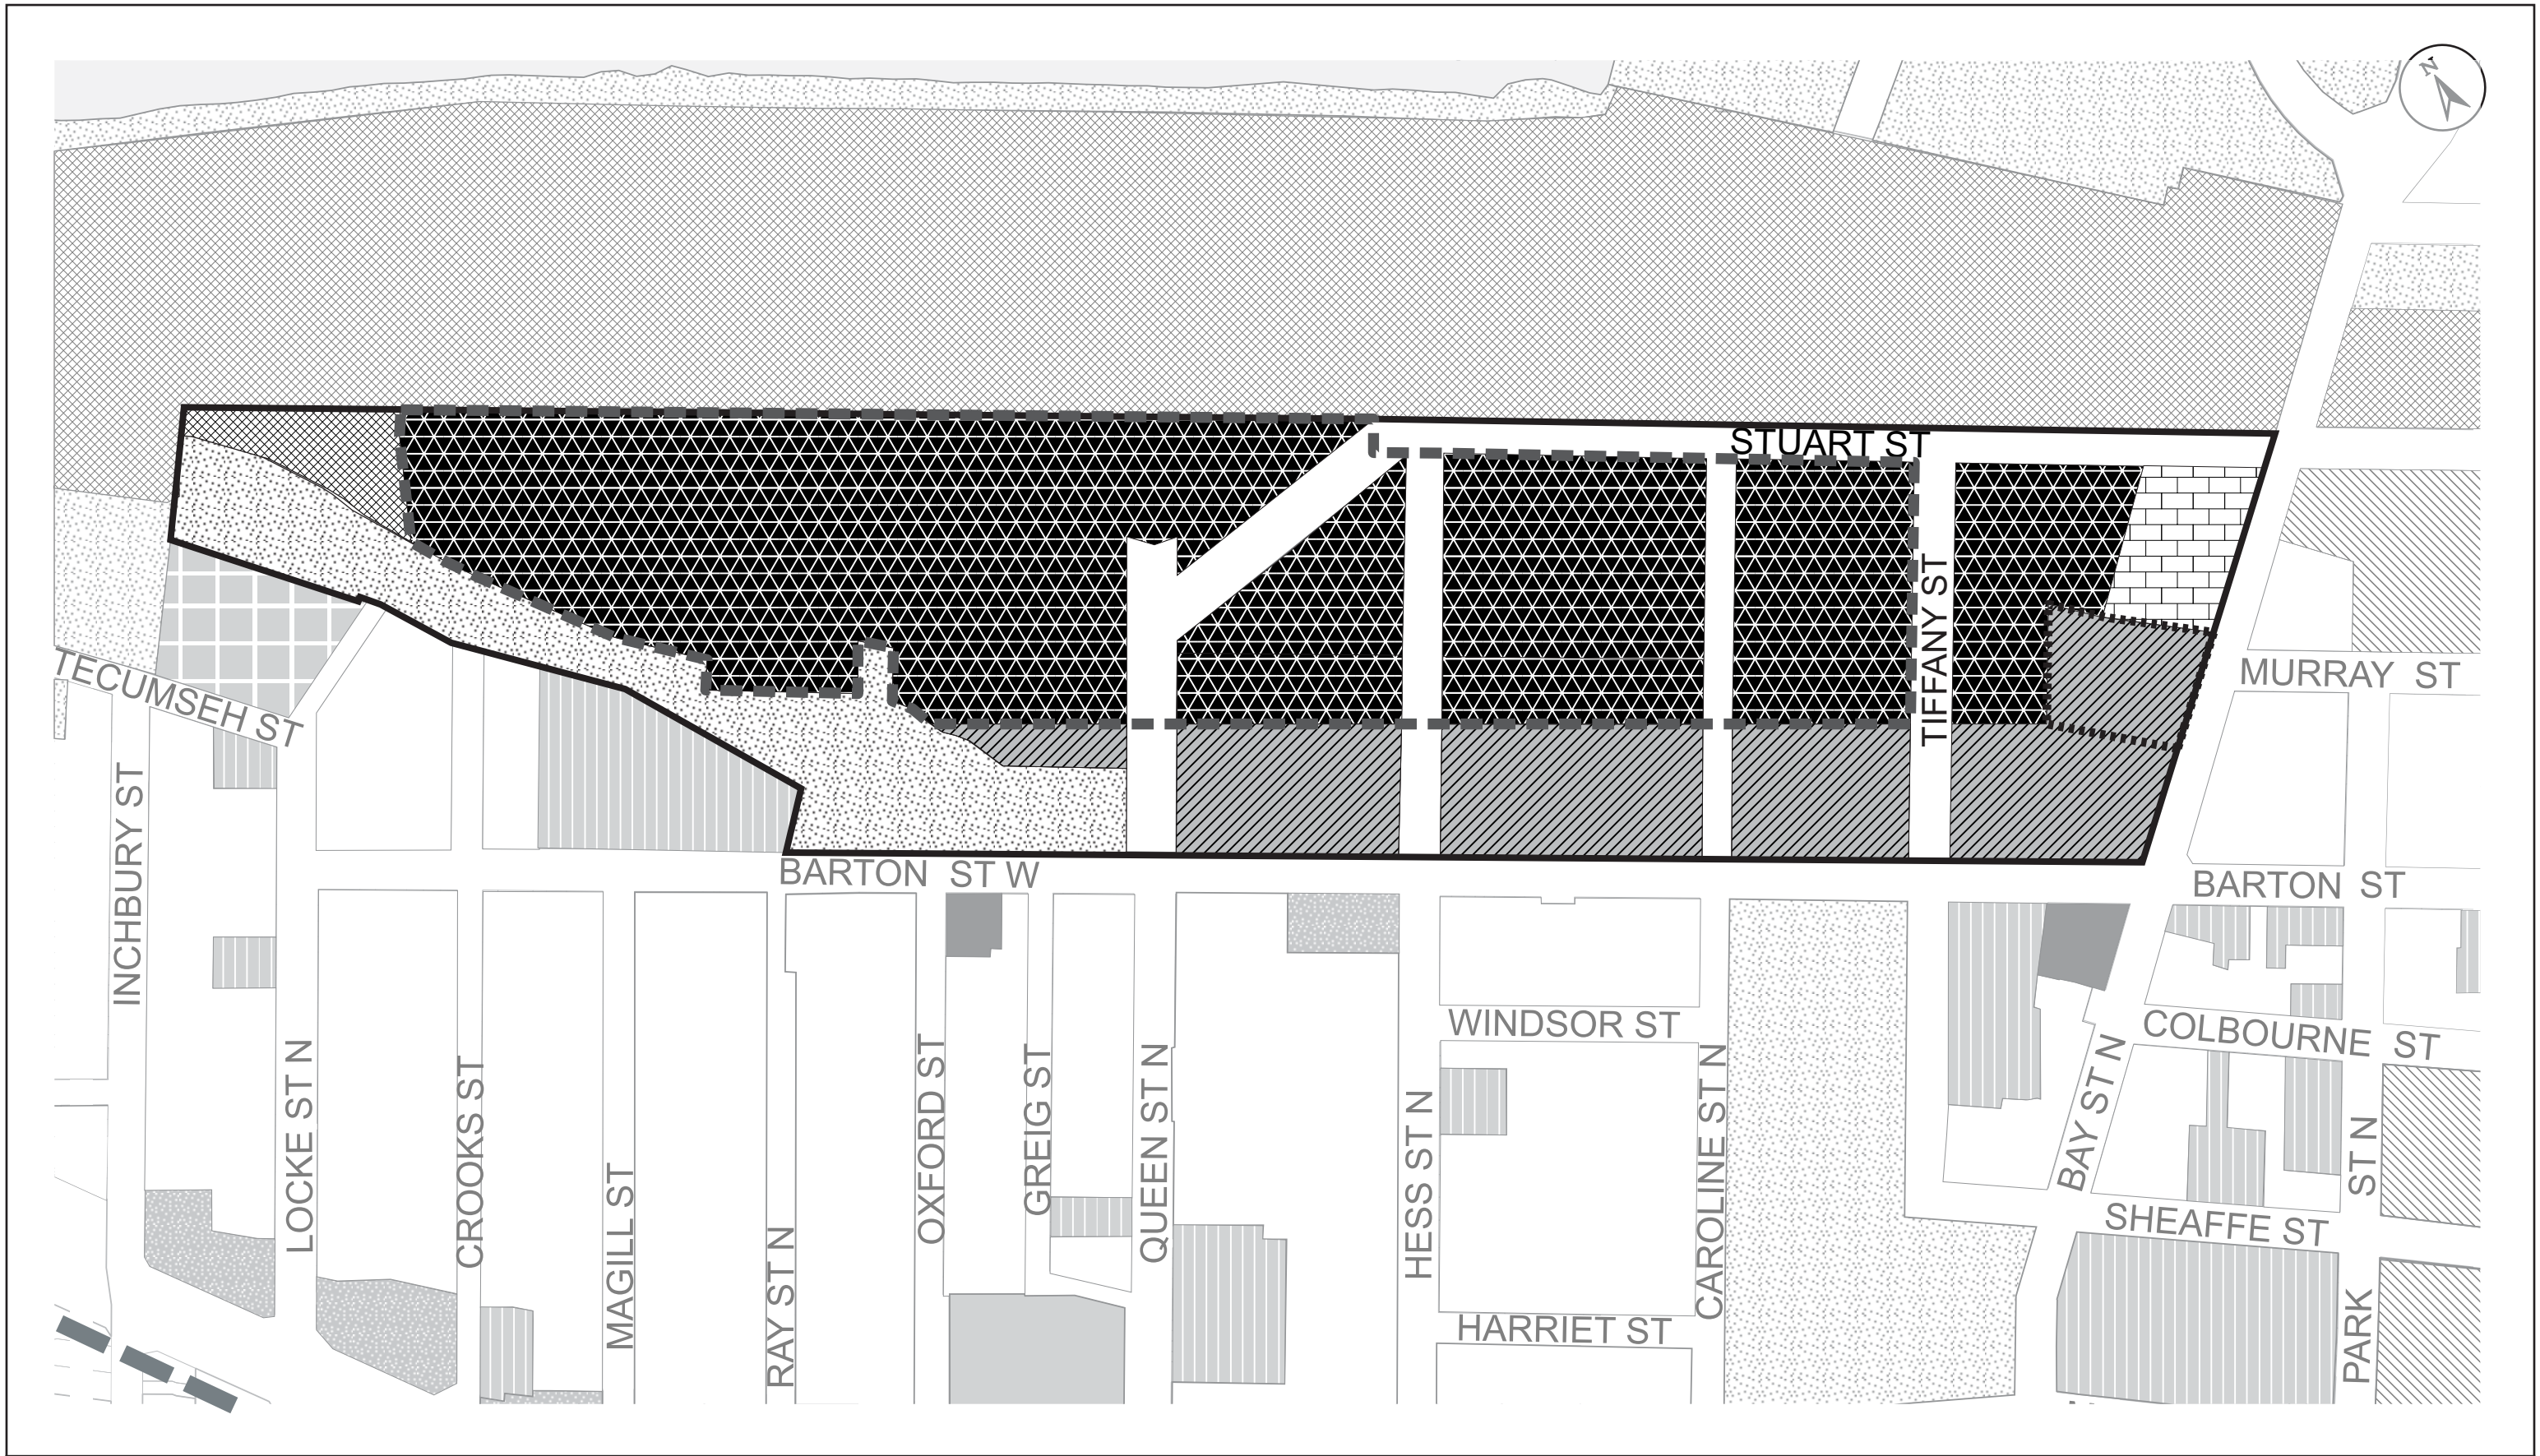 N
STUART ST
TIFFANY ST
MURRAY ST
TECUMSEH ST
INCHBURY ST
BARTON ST W
BARTON ST
WINDSOR ST
COLBOURNE ST
LOCKE ST N
CROOKS ST
MAGILL ST
RAY ST N
OXFORD ST
GREIG ST
QUEEN ST N
HESS ST N
CAROLINE ST N
BAY ST N
SHEAFFE ST
HARRIET ST
PARK ST N